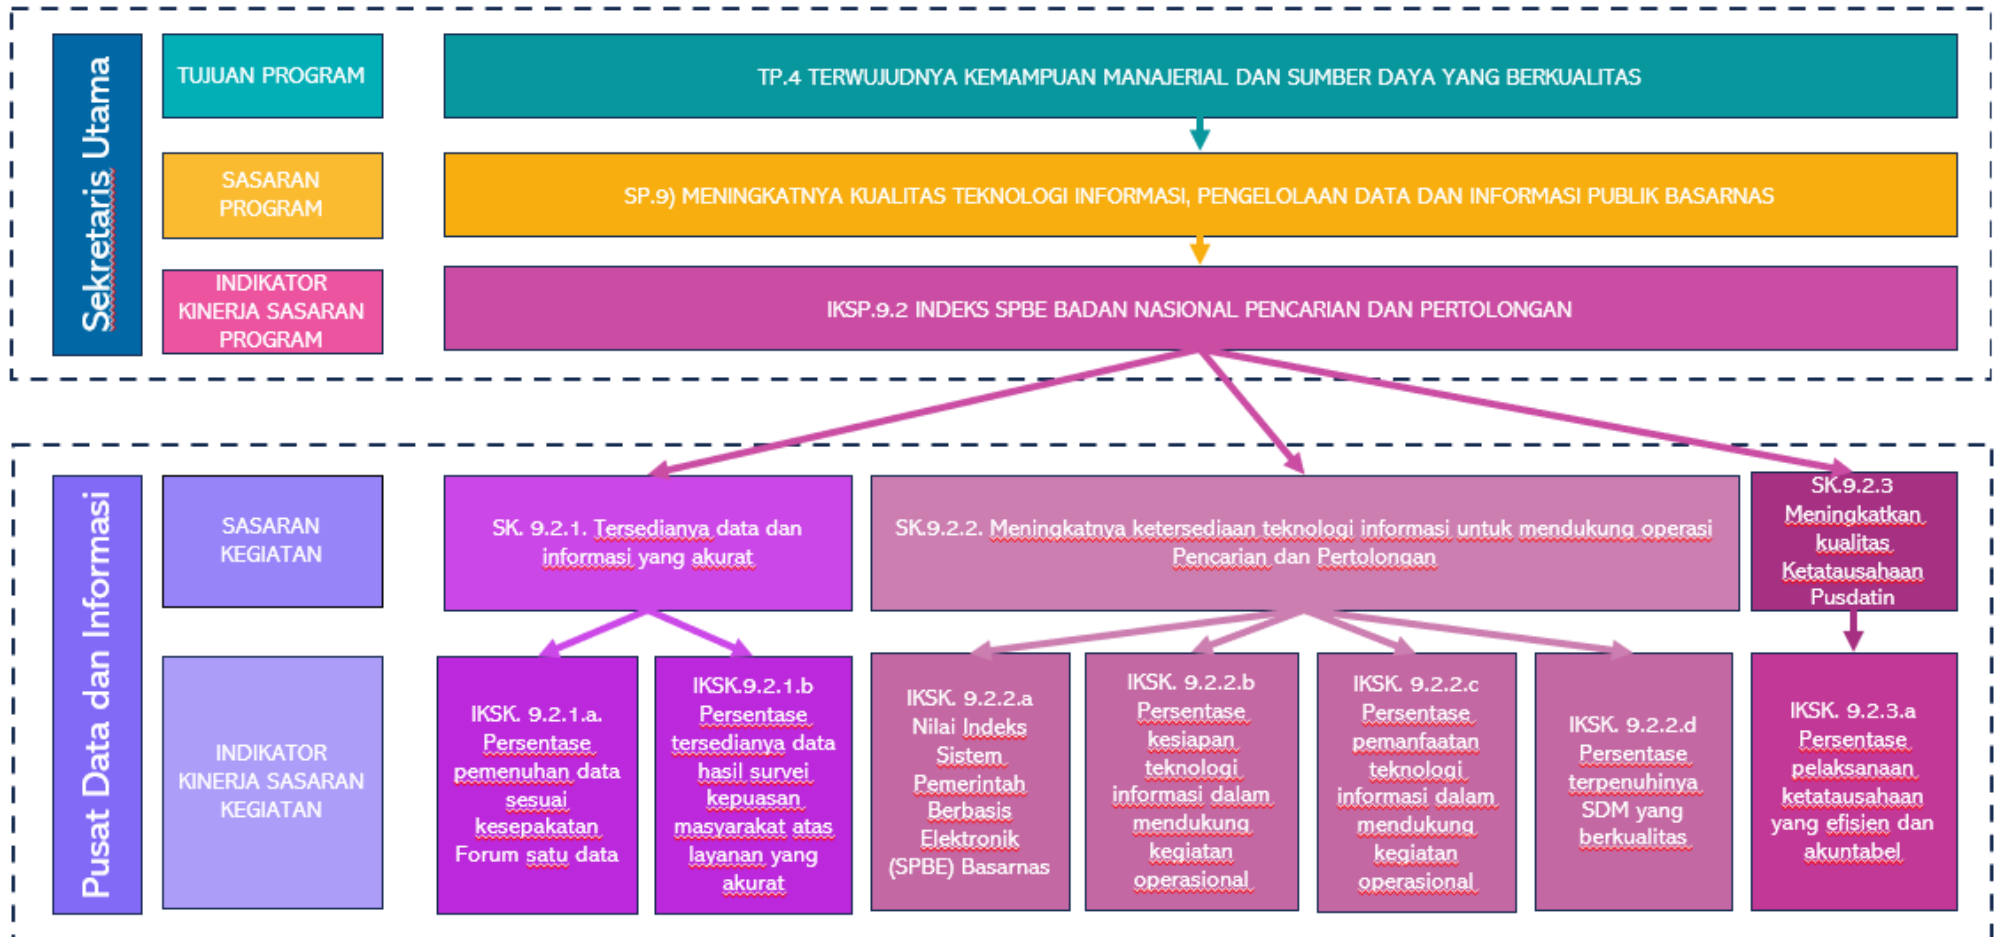 Sekretaris Utama
TUJUAN PROGRAM
TP.4 TERWUJUDNYA KEMAMPUAN MANAJERIAL DAN SUMBER DAYA YANG BERKUALITAS
SASARAN
PROGRAM
SP.9) MENINGKATNYA KUALITAS TEKNOLOGI INFORMASI, PENGELOLAAN DATA DAN INFORMASI PUBLIK BASARNAS
INDIKATOR
KINERJA SASARAN
PROGRAM
IKSP.9.2 INDEKS SPBE BADAN NASIONAL PENCARIAN DAN PERTOLONGAN
Pusat Data dan Informasi
SASARAN
KEGIATAN
SK. 9.2.1. Tersedianya data dan
informasi yang akurat
SK.9.2.2. Meningkatnya ketersediaan teknologi informasi untuk mendukung operasi
Pencarian dan Pertolongan
SK.9.2.3
Meningkatkan
kualitas
Ketatausahaan
Pusdatin
INDIKATOR
KINERJA SASARAN
KEGIATAN
IKSK. 9.2.1.a.
Persentase
pemenuhan data
sesuai
kesepakatan
Forum satu data
IKSK.9.2.1.b
Persentase
tersedianya data
hasil survei
kepuasan
masyarakat atas
layanan yang
akurat
IKSK. 9.2.2.a
Nilai Indeks
Sistem
Pemerintah
Berbasis
Elektronik
(SPBE) Basarnas
IKSK. 9.2.2.b
Persentase
kesiapan
teknologi
informasi dalam
mendukung
kegiatan
operasional
IKSK. 9.2.2.c
Persentase
pemanfaatan
teknologi
informasi dalam
mendukung
kegiatan
operasional
IKSK. 9.2.2.d
Persentase
terpenuhinya
SDM yang
berkualitas
IKSK. 9.2.3.a
Persentase
pelaksanaan
ketatausahaan
yang efisien dan
akuntabel